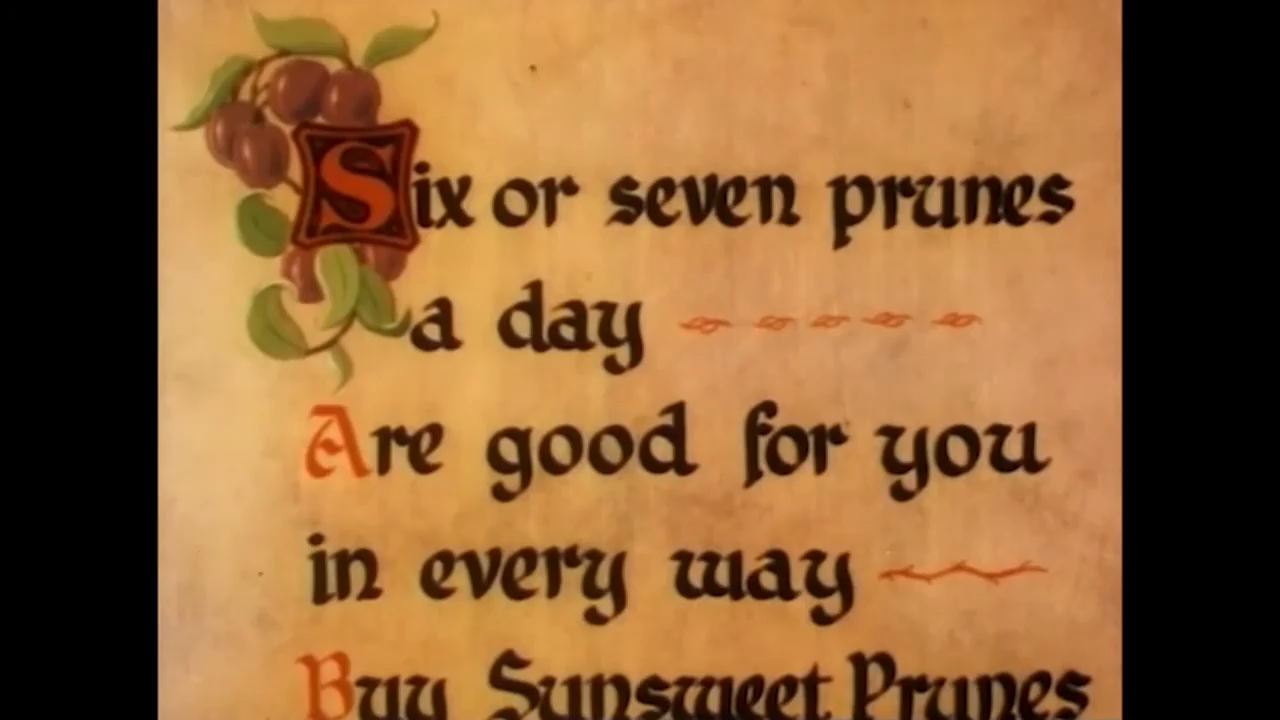 Six or seven prunes
a day
Are good for you
in every way
Buy Sunsweet Prunes